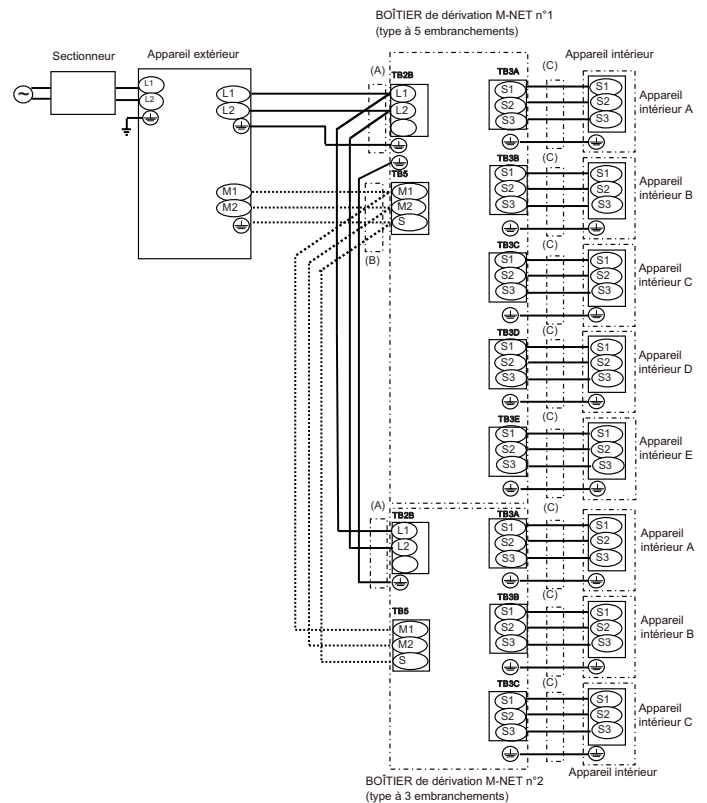 BOÎTIER de dérivation M-NET n°1
(type à 5 embranchements)
Sectionneur
Appareil extérieur
Appareil intérieur
L1
L2
L1
L2
M1
M2
(A)
TB2B
L1
L2
TB5
M1
M2
S
(B)
TB3A
(C)
S1
S2
S3
S1
S2
S3
Appareil
intérieur A
TB3B
(C)
S1
S2
S3
S1
S2
S3
Appareil
intérieur B
TB3C
(C)
S1
S2
S3
S1
S2
S3
Appareil
intérieur C
TB3D
(C)
S1
S2
S3
S1
S2
S3
Appareil
intérieur D
TB3E
(C)
S1
S2
S3
S1
S2
S3
Appareil
intérieur E
(A)
TB2B
L1
L2
TB5
M1
M2
S
TB3A
(C)
S1
S2
S3
S1
S2
S3
Appareil
intérieur A
TB3B
(C)
S1
S2
S3
S1
S2
S3
Appareil
intérieur B
TB3C
(C)
S1
S2
S3
S1
S2
S3
Appareil
intérieur C
Appareil intérieur
BOÎTIER de dérivation M-NET n°2
(type à 3 embranchements)